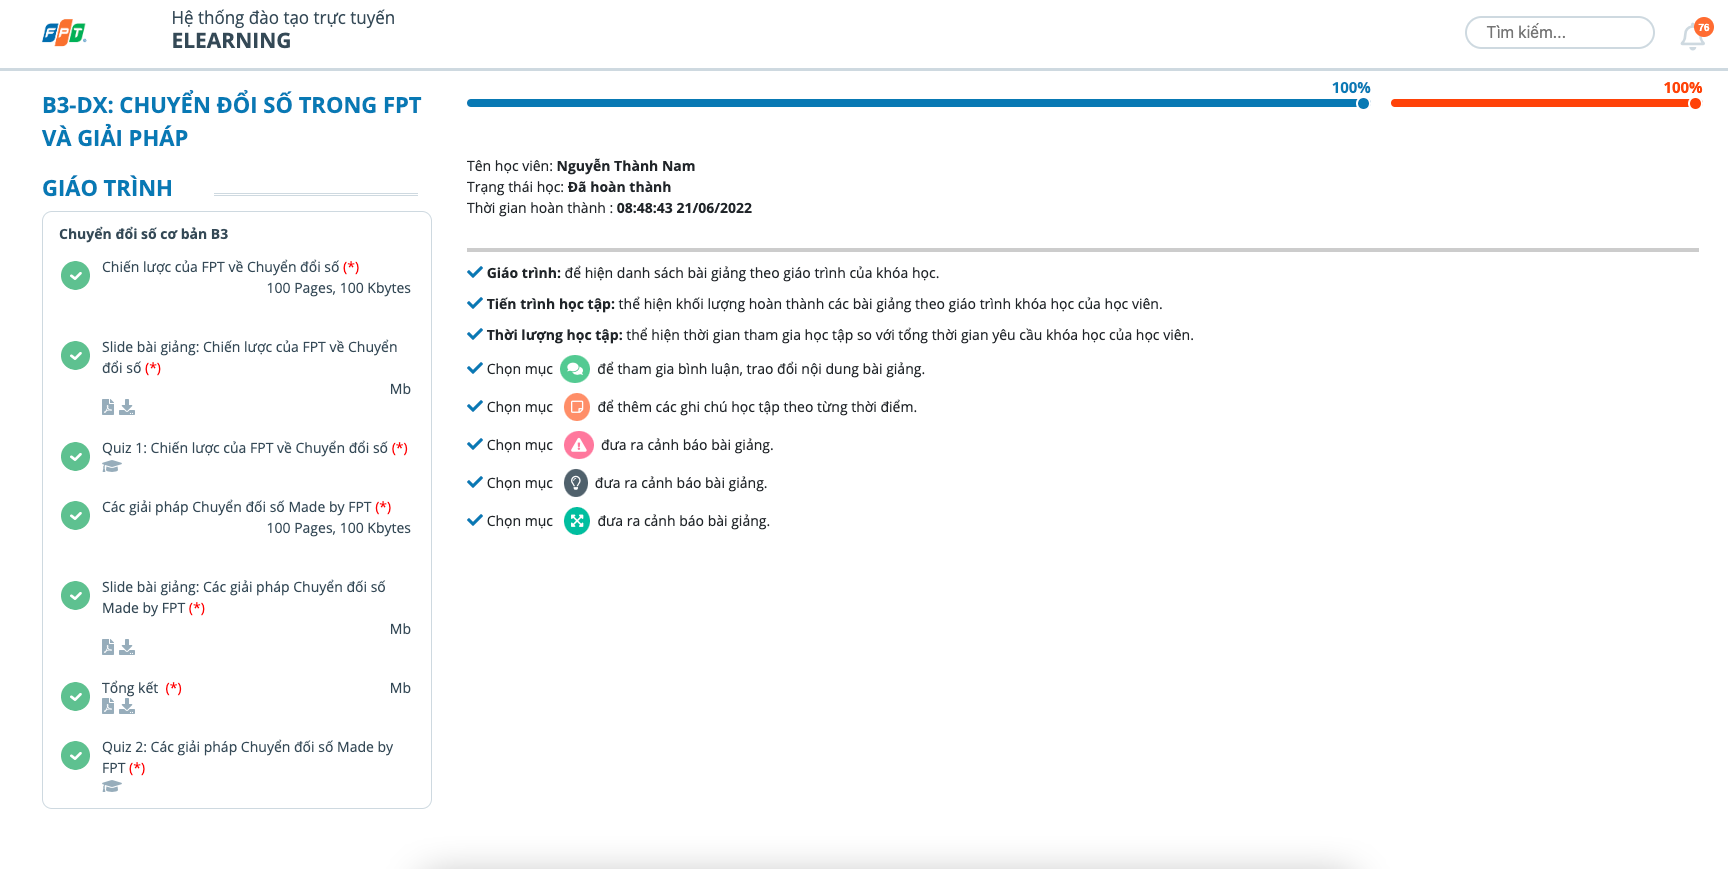 FPT
Hệ thống đào tạo trực tuyến
ELEARNING
Tìm kiếm...
76
B3-DX: CHUYỂN ĐỔI SỐ TRONG FPT
VÀ GIẢI PHÁP
GIÁO TRÌNH
Chuyển đổi số cơ bản B3
Chiến lược của FPT về Chuyển đổi số (*)
100 Pages, 100 Kbytes
Slide bài giảng: Chiến lược của FPT về Chuyển
đổi số (*)
Mb
Quiz 1: Chiến lược của FPT về Chuyển đổi số (*)
Các giải pháp Chuyển đổi số Made by FPT (*)
100 Pages, 100 Kbytes
Slide bài giảng: Các giải pháp Chuyển đối số
Made by FPT (*)
Mb
Tổng kết (*) Mb
Quiz 2: Các giải pháp Chuyển đối số Made by
FPT (*)
100%
100%
Tên học viên: Nguyễn Thành Nam
Trạng thái học: Đã hoàn thành
Thời gian hoàn thành : 08:48:43 21/06/2022
Giáo trình: để hiện danh sách bài giảng theo giáo trình của khóa học.
Tiến trình học tập: thể hiện khối lượng hoàn thành các bài giảng theo giáo trình khóa học của học viên.
Thời lượng học tập: thể hiện thời gian tham gia học tập so với tổng thời gian yêu cầu khóa học của học viên.
Chọn mục để tham gia bình luận, trao đổi nội dung bài giảng.
Chọn mục để thêm các ghi chú học tập theo từng thời điểm.
Chọn mục đưa ra cảnh báo bài giảng.
Chọn mục đưa ra cảnh báo bài giảng.
Chọn mục đưa ra cảnh báo bài giảng.